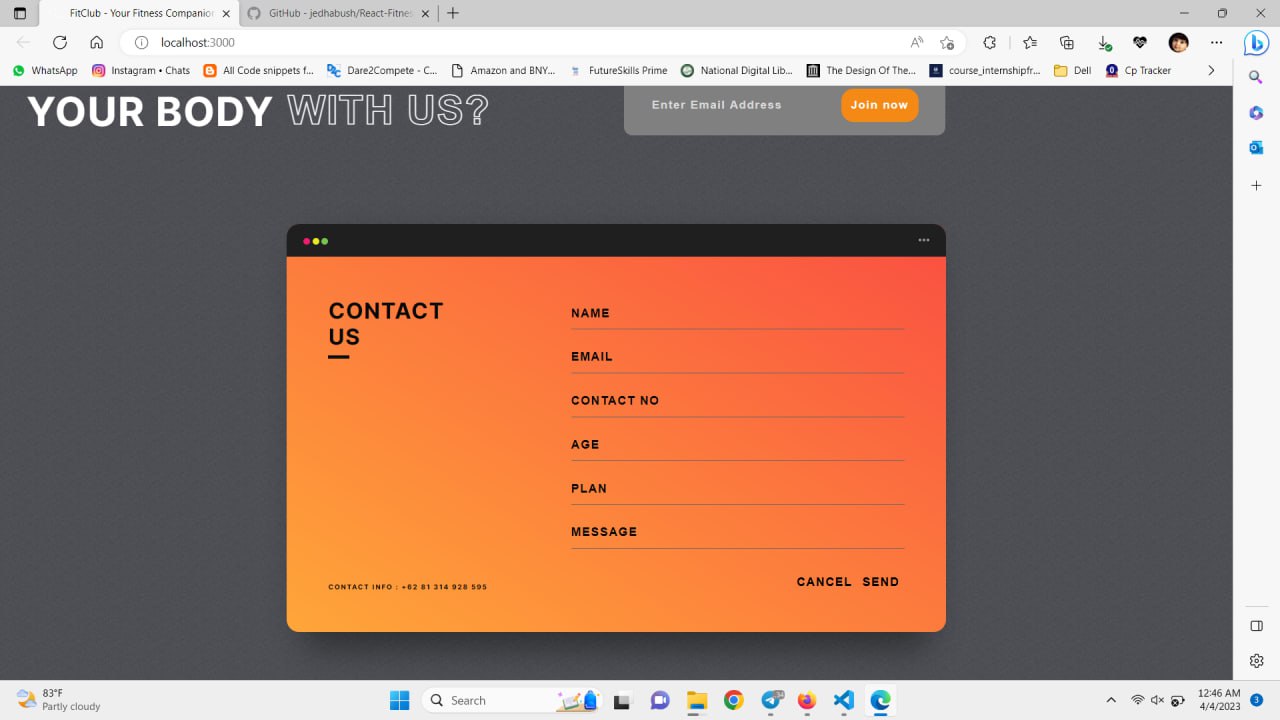 FitClub - Your Fitness Companion
GitHub - jedhabush/React-Fitness
localhost:3000
WhatsApp
Instagram • Chats
All Code snippets f...
Dare2Compete - C...
Amazon and BNY...
FutureSkills Prime
National Digital Lib...
The Design Of The...
course_internshipfr...
Dell
Cp Tracker
YOUR BODY WITH US?
Enter Email Address
Join now
CONTACT
US
NAME
EMAIL
CONTACT NO
AGE
PLAN
MESSAGE
CONTACT INFO : +62 81 314 928 595
CANCEL SEND
83°F
Partly cloudy
Search
12:46 AM
4/4/2023
3